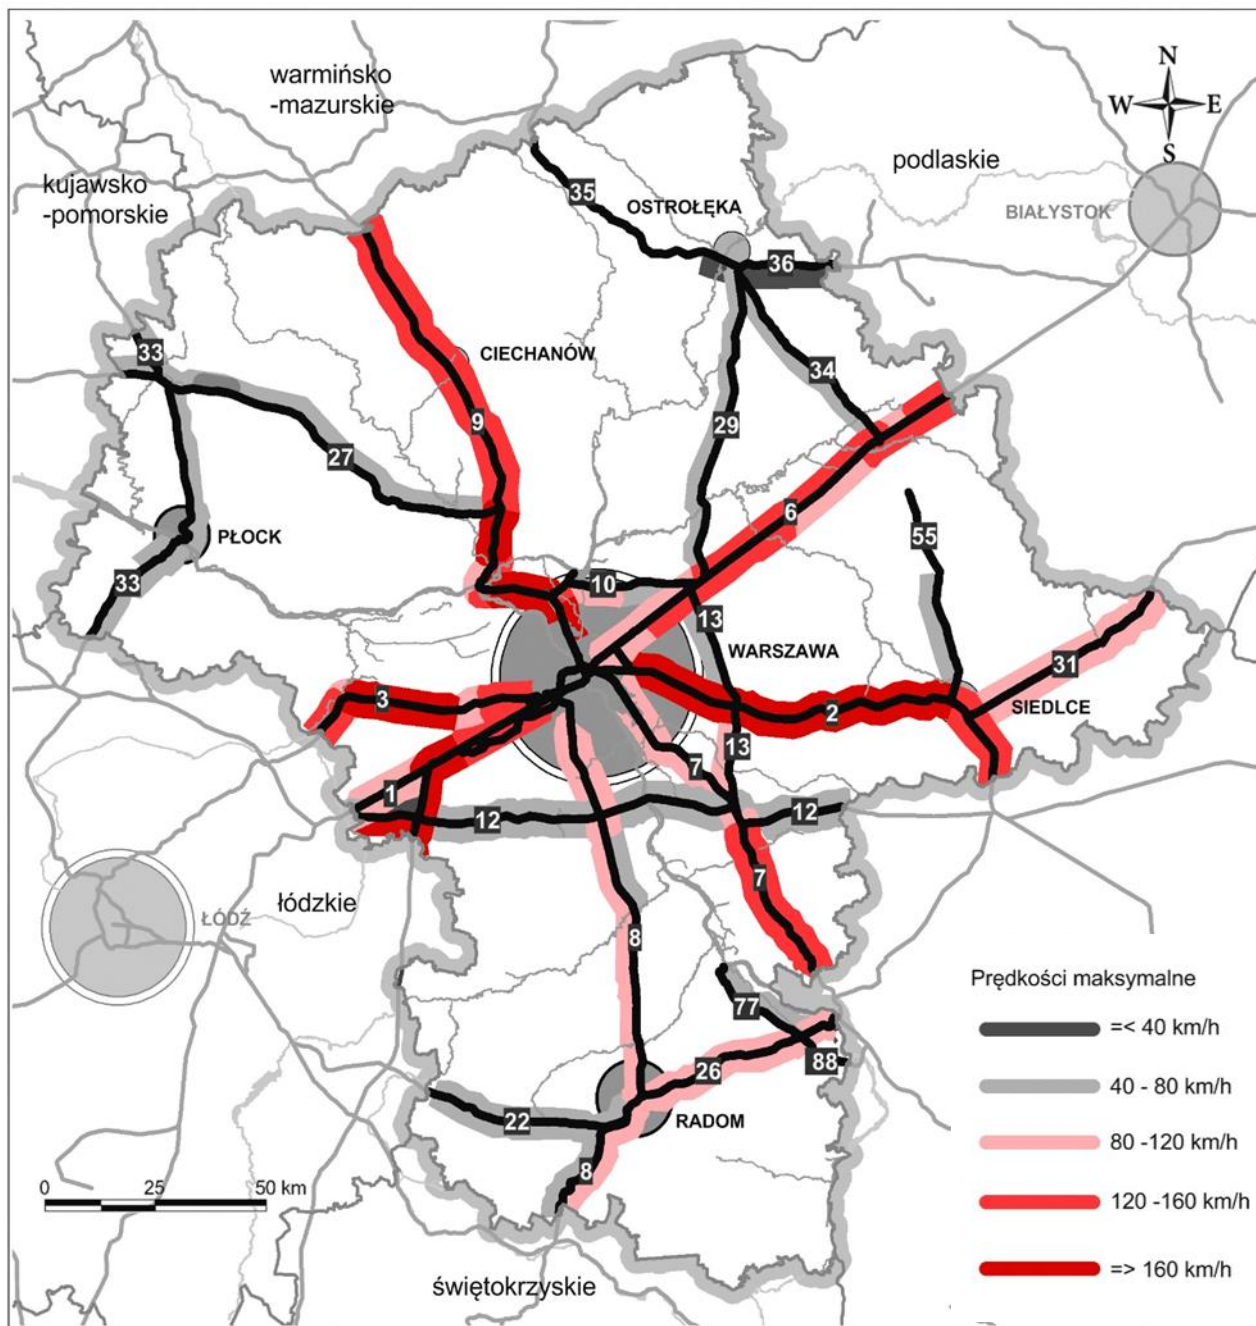 warmińsko
-mazurskie
N
W E
S
podlaskie
kujawsko
-pomorskie
35
OSTROŁĘKA
BIAŁYSTOK
36
33
CIECHANÓW
34
9
29
27
6
PŁOCK
55
33
10
13
WARSZAWA
31
3
2
SIEDLCE
13
7
1
12
12
7
łódzkie
ŁÓDŹ
8
Prędkości maksymalne
77
=< 40 km/h
88
26
40 - 80 km/h
22
RADOM
80 -120 km/h
8
0 25 50 km
120 -160 km/h
=> 160 km/h
świętokrzyskie